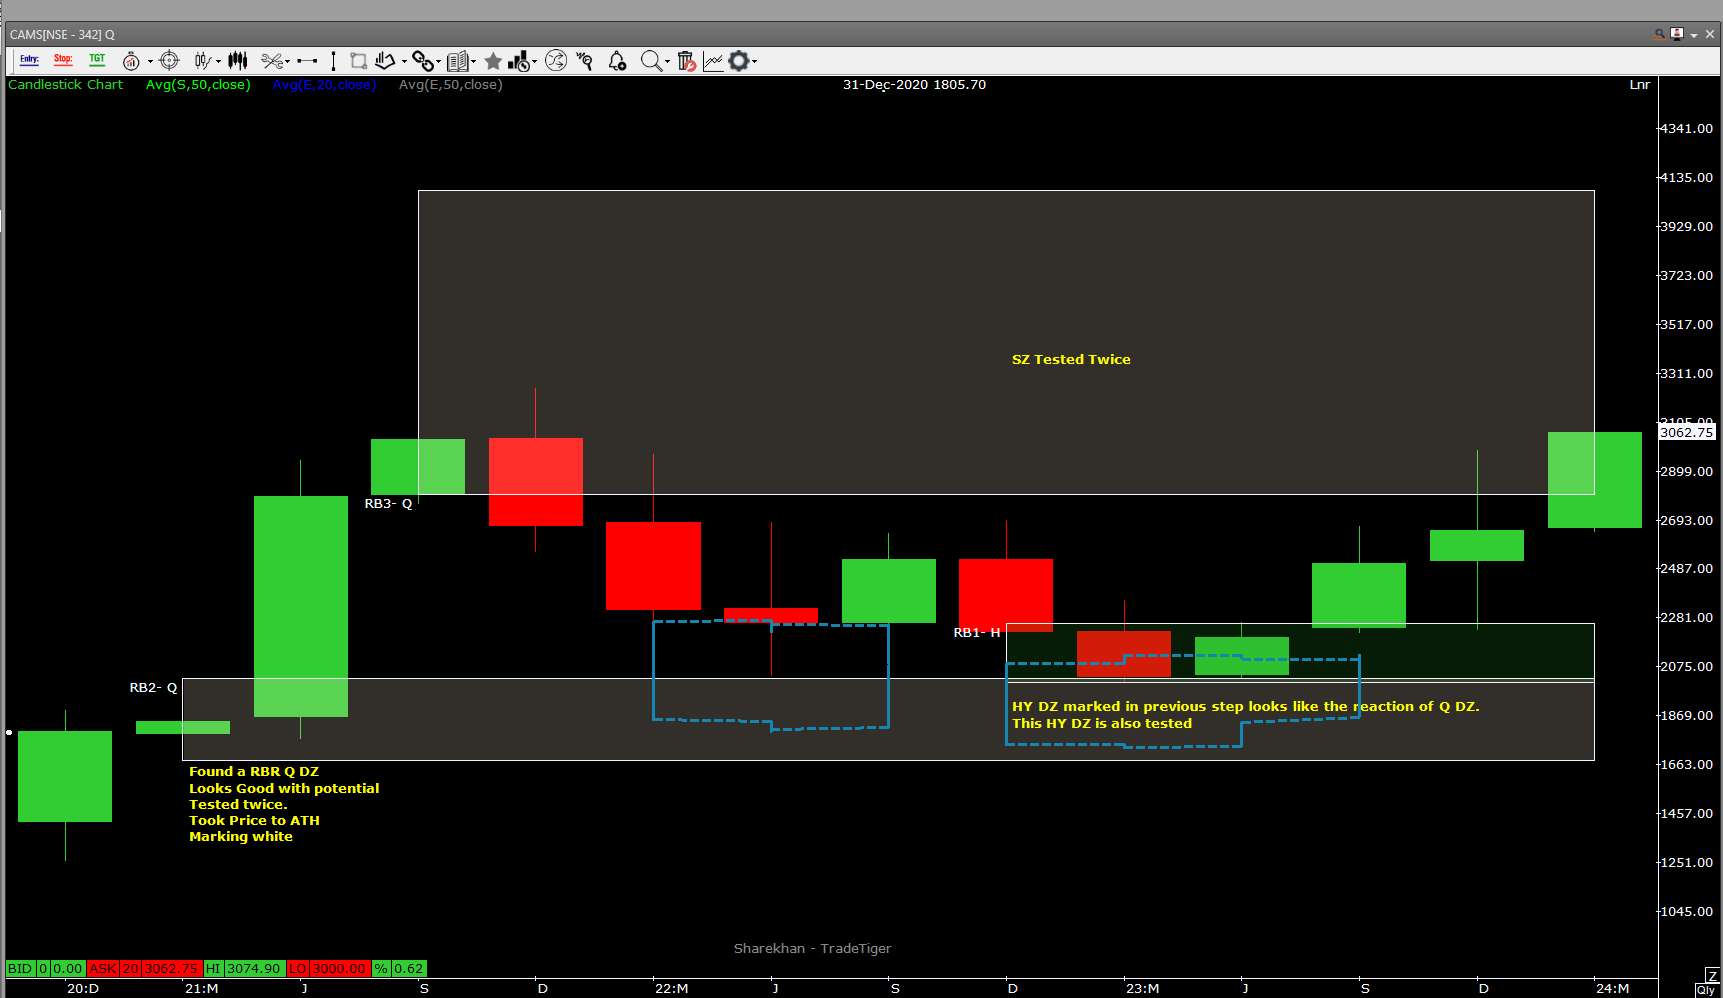 CAMS[NSE - 342] Q
Entry: Stop: TGT
Candlestick Chart Avg(S,50,close) Avg(E,20,close) Avg(E,50,close) 31-Dec-2020 1805.70 Lnr
4341.00
4135.00
3929.00
3723.00
3517.00
SZ Tested Twice
3311.00
3105.00
3062.75
2899.00
RB3- Q
2693.00
2487.00
2281.00
RB1- H
2075.00
RB2- Q
HY DZ marked in previous step looks like the reaction of Q DZ.
This HY DZ is also tested
1869.00
1663.00
Found a RBR Q DZ
Looks Good with potential
Tested twice.
Took Price to ATH
Marking white
1457.00
1251.00
1045.00
Sharekhan - TradeTiger
BID 0 0.00 ASK 20 3062.75 HI 3074.90 LO 3000.00 % 0.62
Z
20:D 21:M J S D 22:M J S D 23:M J S D 24:M Qly